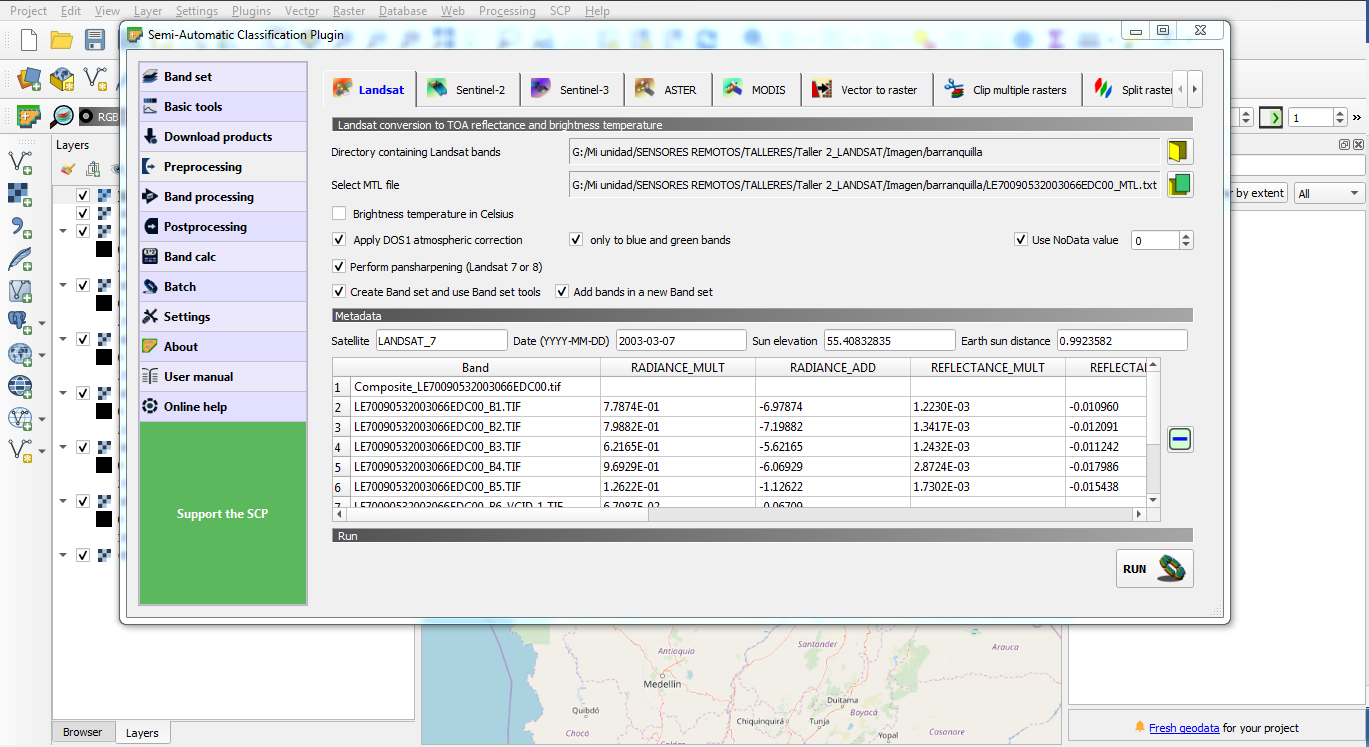 Project Edit View Layer Settings Plugins Vector Raster Database Web Processing SCP Help
Semi-Automatic Classification Plugin
RGB
1
Layers
by extent
All
Band set
Basic tools
Download products
Preprocessing
Band processing
Postprocessing
Band calc
Batch
Settings
About
User manual
Online help
Support the SCP
Landsat Sentinel-2 Sentinel-3 ASTER MODIS Vector to raster Clip multiple rasters Split raster
Landsat conversion to TOA reflectance and brightness temperature
Directory containing Landsat bands G:/Mi unidad/SENSORES REMOTOS/TALLERES/Taller 2_LANDSAT/Imagen/barranquilla
Select MTL file G:/Mi unidad/SENSORES REMOTOS/TALLERES/Taller 2_LANDSAT/Imagen/barranquilla/LE70090532003066EDC00_MTL.txt
Brightness temperature in Celsius
Apply DOS1 atmospheric correction only to blue and green bands Use NoData value 0
Perform pansharpening (Landsat 7 or 8)
Create Band set and use Band set tools Add bands in a new Band set
Metadata
Satellite LANDSAT_7 Date (YYYY-MM-DD) 2003-03-07 Sun elevation 55.40832835 Earth sun distance 0.9923582
Band RADIANCE_MULT RADIANCE_ADD REFLECTANCE_MULT REFLECTA
1 Composite_LE70090532003066EDC00.tif
2 LE70090532003066EDC00_B1.TIF 7.7874E-01 -6.97874 1.2230E-03 -0.010960
3 LE70090532003066EDC00_B2.TIF 7.9882E-01 -7.19882 1.3417E-03 -0.012091
4 LE70090532003066EDC00_B3.TIF 6.2165E-01 -5.62165 1.2432E-03 -0.011242
5 LE70090532003066EDC00_B4.TIF 9.6929E-01 -6.06929 2.8724E-03 -0.017986
6 LE70090532003066EDC00_B5.TIF 1.2622E-01 -1.12622 1.7302E-03 -0.015438
7 LE70090532003066EDC00_B6_VCID_1.TIF 6.7087E-02 -0.06709
Run
RUN
Antioquia
Santander
Arauca
Medellín
Duitama
Quibdó
Boyacá
Chiquinquirá
Tunja
Chocó
Yopal
Casanare
Browser Layers
Fresh geodata for your project